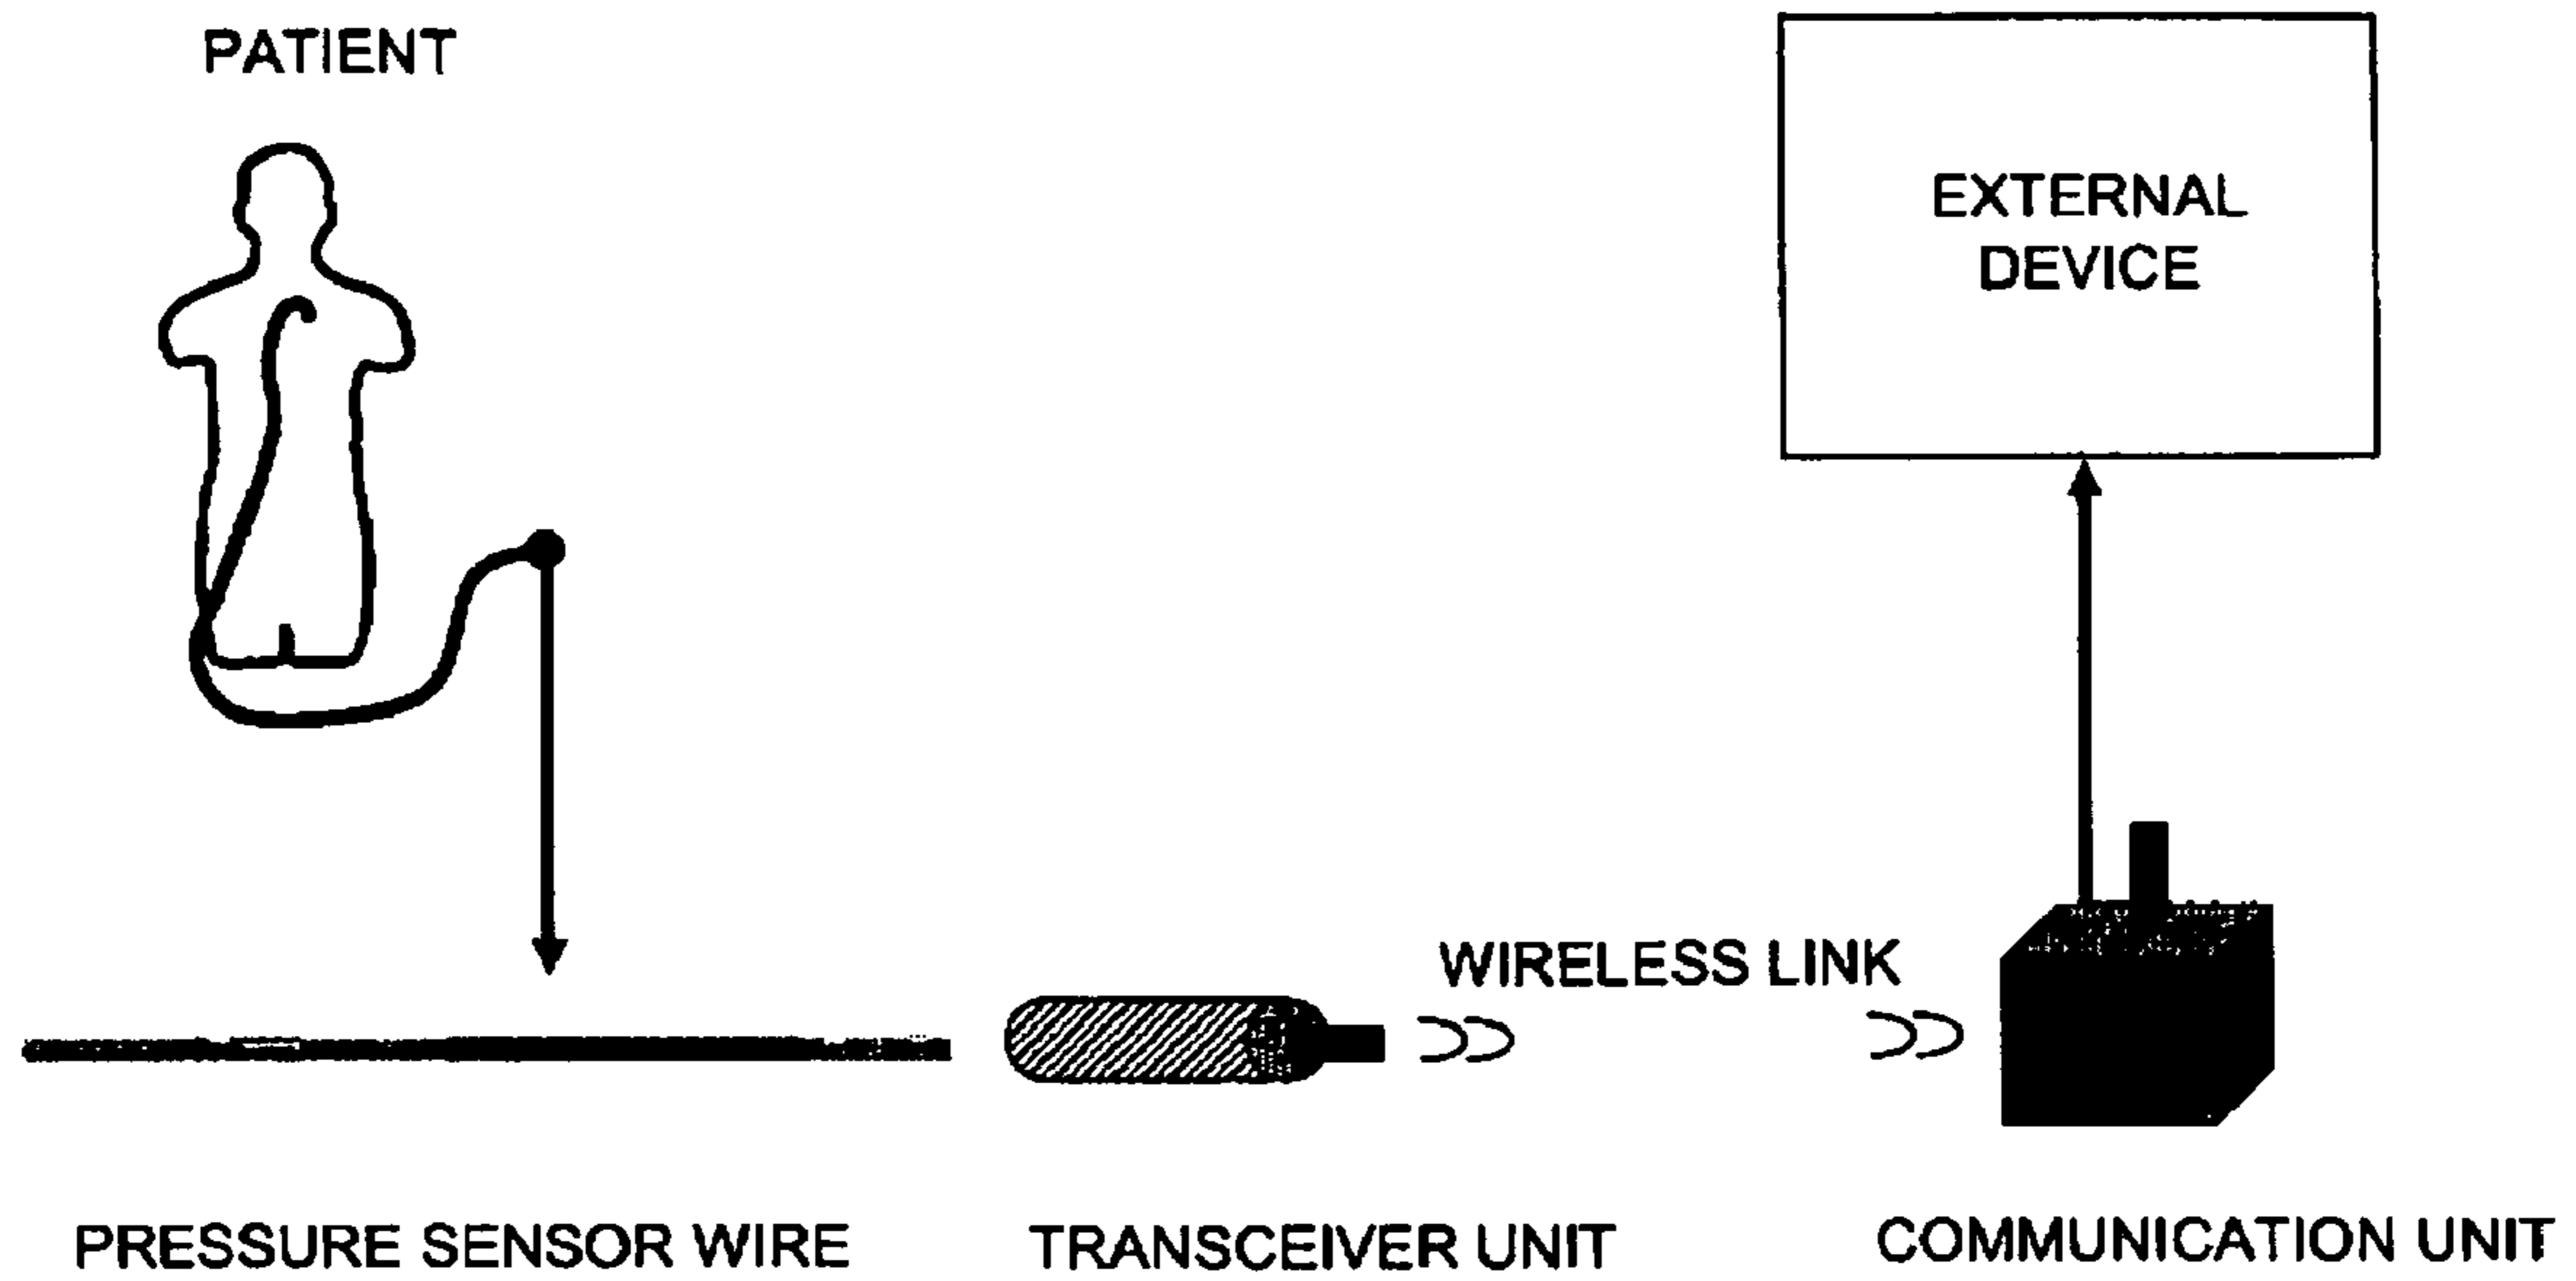 PATIENT
EXTERNAL
DEVICE
WIRELESS LINK
PRESSURE SENSOR WIRE
TRANSCEIVER UNIT
COMMUNICATION UNIT